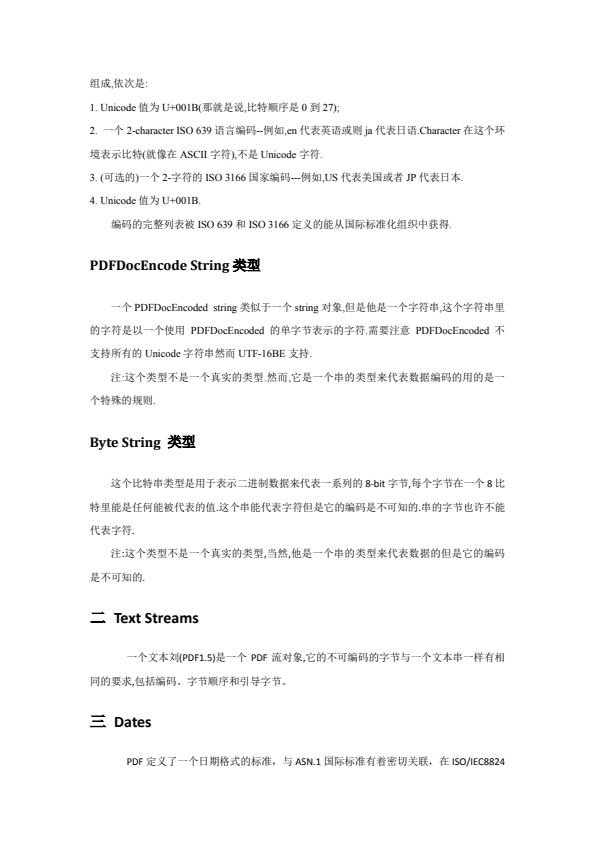 组成,依次是:
1. Unicode 值为 U+001B(那就是说,比特顺序是 0 到 27);
2. 一个 2-character ISO 639 语言编码--例如,en 代表英语或则 ja 代表日语.Character 在这个环
境表示比特(就像在 ASCII 字符),不是 Unicode 字符.
3. (可选的)一个 2-字符的 ISO 3166 国家编码---例如,US 代表美国或者 JP 代表日本.
4. Unicode 值为 U+001B.
编码的完整列表被 ISO 639 和 ISO 3166 定义的能从国际标准化组织中获得.
PDFDocEncode String 类型
一个 PDFDocEncoded string 类似于一个 string 对象,但是他是一个字符串,这个字符串里
的字符是以一个使用 PDFDocEncoded 的单字节表示的字符.需要注意 PDFDocEncoded 不
支持所有的 Unicode 字符串然而 UTF-16BE 支持.
注:这个类型不是一个真实的类型.然而,它是一个串的类型来代表数据编码的用的是一
个特殊的规则.
Byte String 类型
这个比特串类型是用于表示二进制数据来代表一系列的 8-bit 字节,每个字节在一个 8 比
特里能是任何能被代表的值.这个串能代表字符但是它的编码是不可知的.串的字节也许不能
代表字符.
注:这个类型不是一个真实的类型,当然,他是一个串的类型来代表数据的但是它的编码
是不可知的.
二 Text Streams
一个文本刘(PDF1.5)是一个 PDF 流对象,它的不可编码的字节与一个文本串一样有相
同的要求,包括编码、字节顺序和引导字节。
三 Dates
PDF 定义了一个日期格式的标准，与 ASN.1 国际标准有着密切关联，在 ISO/IEC8824